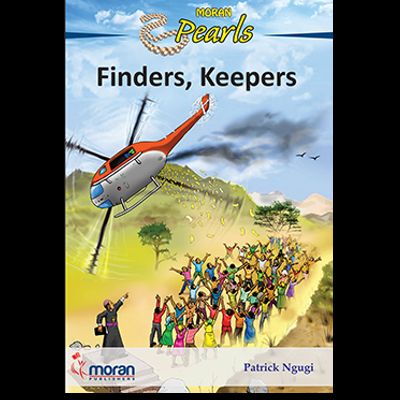 MORAN
Pearls
Finders, Keepers
moran
PUBLISHERS
Patrick Ngugi